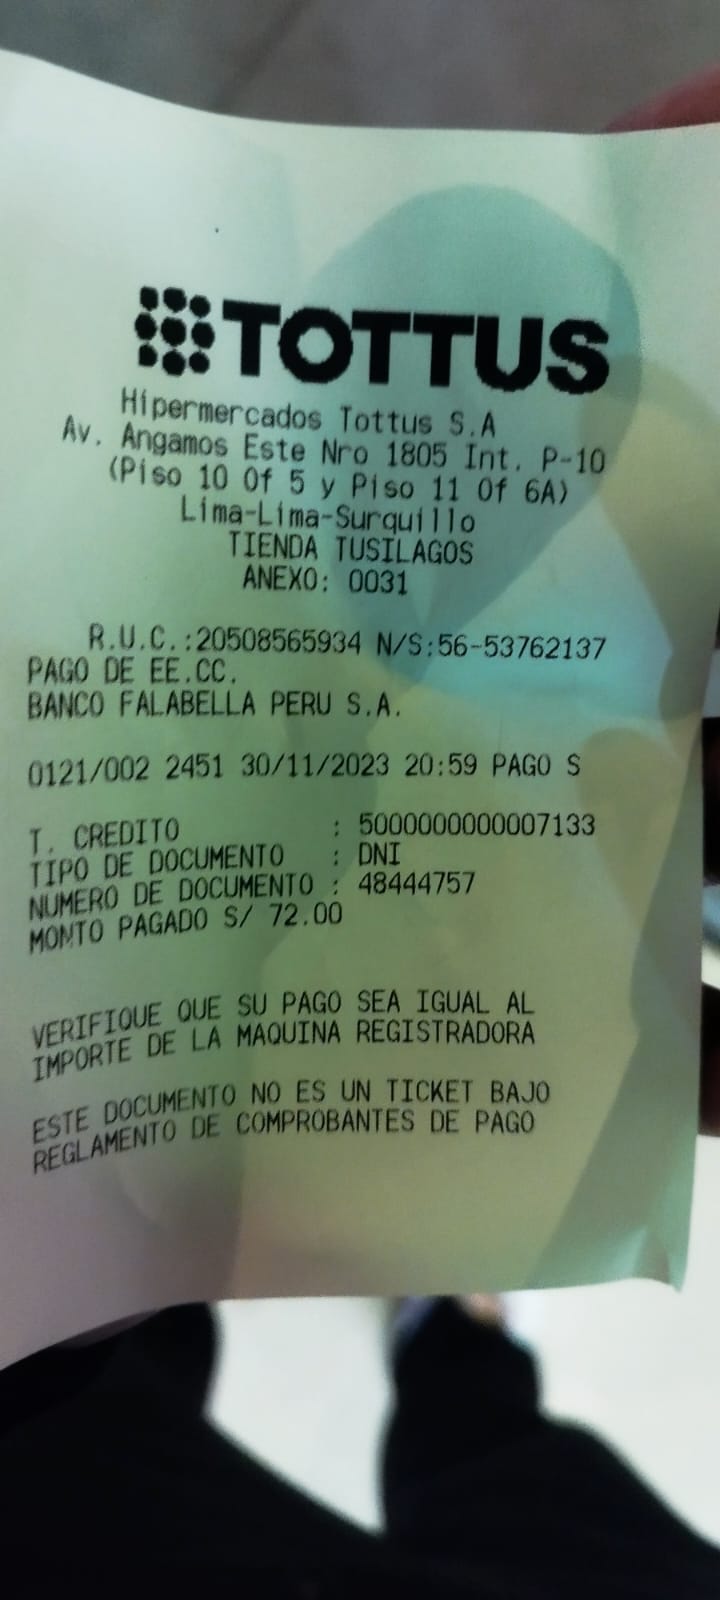 TOTTUS
Hipermercados Tottus S.A
Av. Angamos Este Nro 1805 Int. P-10
(Piso 10 Of 5 y Piso 11 Of 6A)
Lima-Lima-Surquillo
TIENDA TUSILAGOS
ANEXO: 0031
R.U.C.:20508565934 N/S:56-53762137
PAGO DE EE.CC.
BANCO FALABELLA PERU S.A.
0121/002 2451 30/11/2023 20:59 PAGO S
T. CREDITO : 5000000000007133
TIPO DE DOCUMENTO : DNI
NUMERO DE DOCUMENTO : 48444757
MONTO PAGADO S/ 72.00
VERIFIQUE QUE SU PAGO SEA IGUAL AL
IMPORTE DE LA MAQUINA REGISTRADORA
ESTE DOCUMENTO NO ES UN TICKET BAJO
REGLAMENTO DE COMPROBANTES DE PAGO